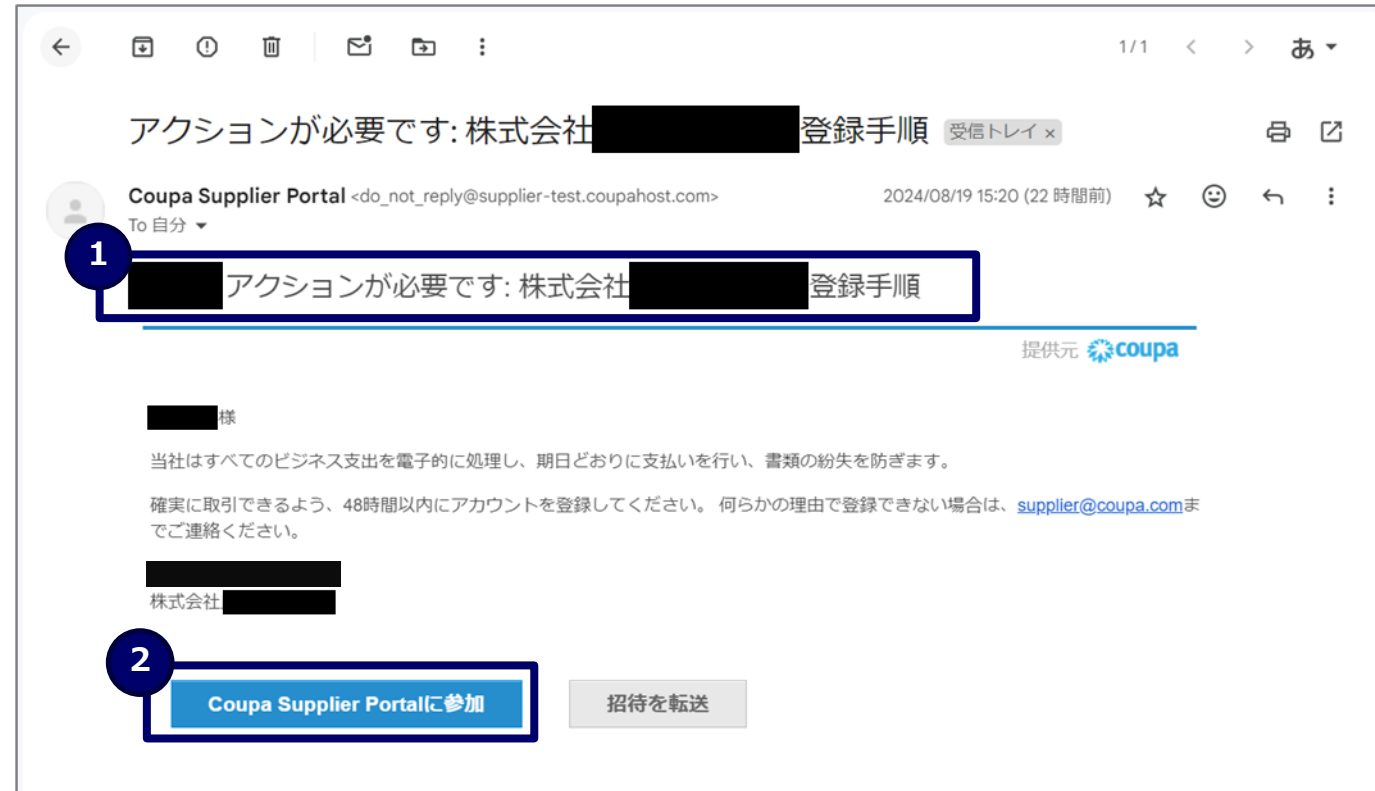 1/1 あ
アクションが必要です: 株式会社 登録手順 受信トレイ ×
Coupa Supplier Portal <do_not_reply@supplier-test.coupahost.com> 2024/08/19 15:20 (22 時間前)
To 自分
1
アクションが必要です: 株式会社 登録手順
提供元 coupa
様
当社はすべてのビジネス支出を電子的に処理し、期日どおりに支払いを行い、書類の紛失を防ぎます。
確実に取引できるよう、48時間以内にアカウントを登録してください。 何らかの理由で登録できない場合は、supplier@coupa.comま
でご連絡ください。
株式会社
2
Coupa Supplier Portalに参加 招待を転送